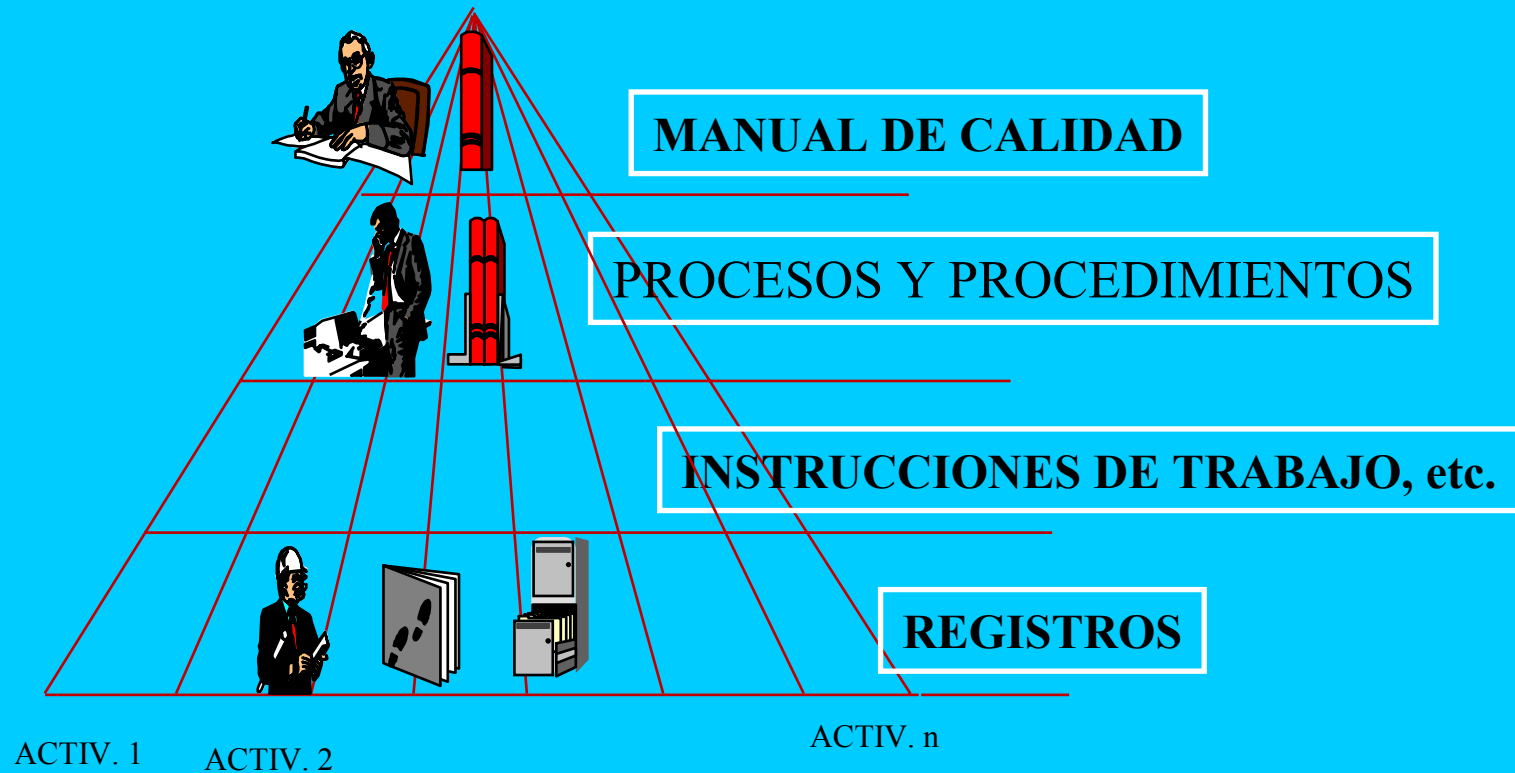 MANUAL DE CALIDAD
PROCESOS Y PROCEDIMIENTOS
INSTRUCCIONES DE TRABAJO, etc.
REGISTROS
ACTIV. 1
ACTIV. 2
ACTIV. n